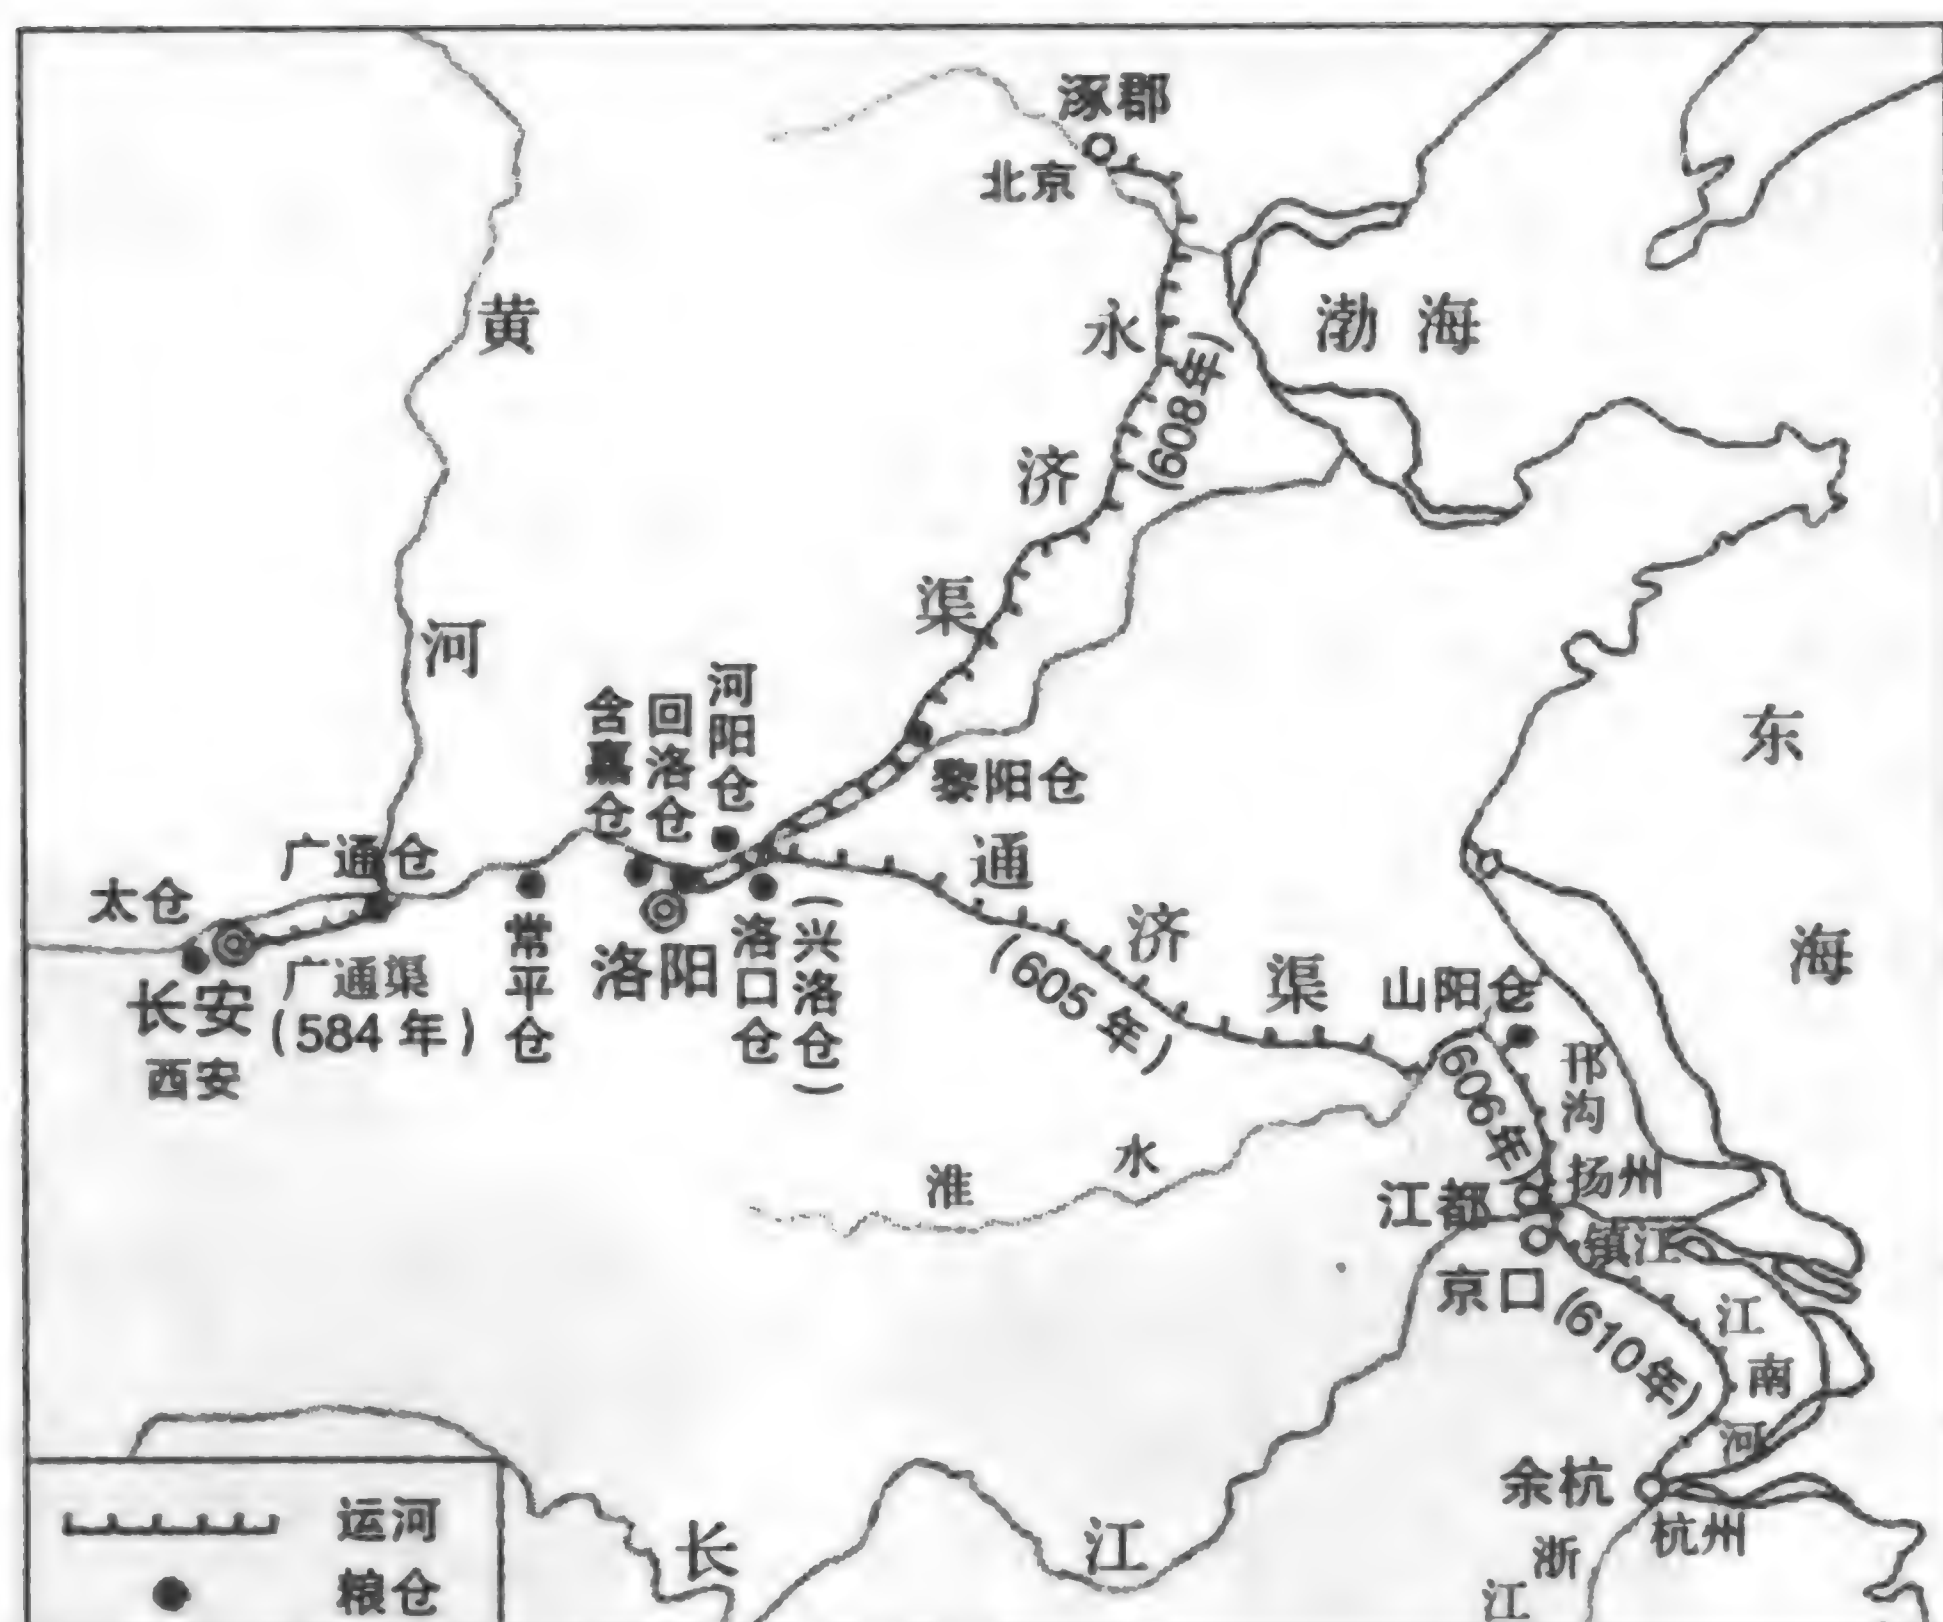 涿郡
北京
黄河
渤海
永济渠
(608年)
东海
含嘉仓
回洛仓
河阳仓
黎阳仓
广通仓
太仓
长安
西安
广通渠
(584年)
常平仓
洛阳
洛口仓
(兴洛仓)
通济渠
(605年)
山阳仓
邗沟
(606年)
淮水
扬州
江都
镇江
京口
(610年)
江南河
余杭
杭州
浙江
长江
运河
粮仓